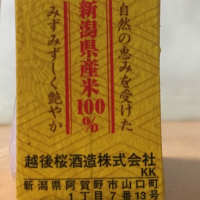 自然の恵みを受けた
新潟県産米100%
みずみずしく艶やか
越後桜酒造株式会社
KK
新潟県阿賀野市山口町
1丁目7番13号